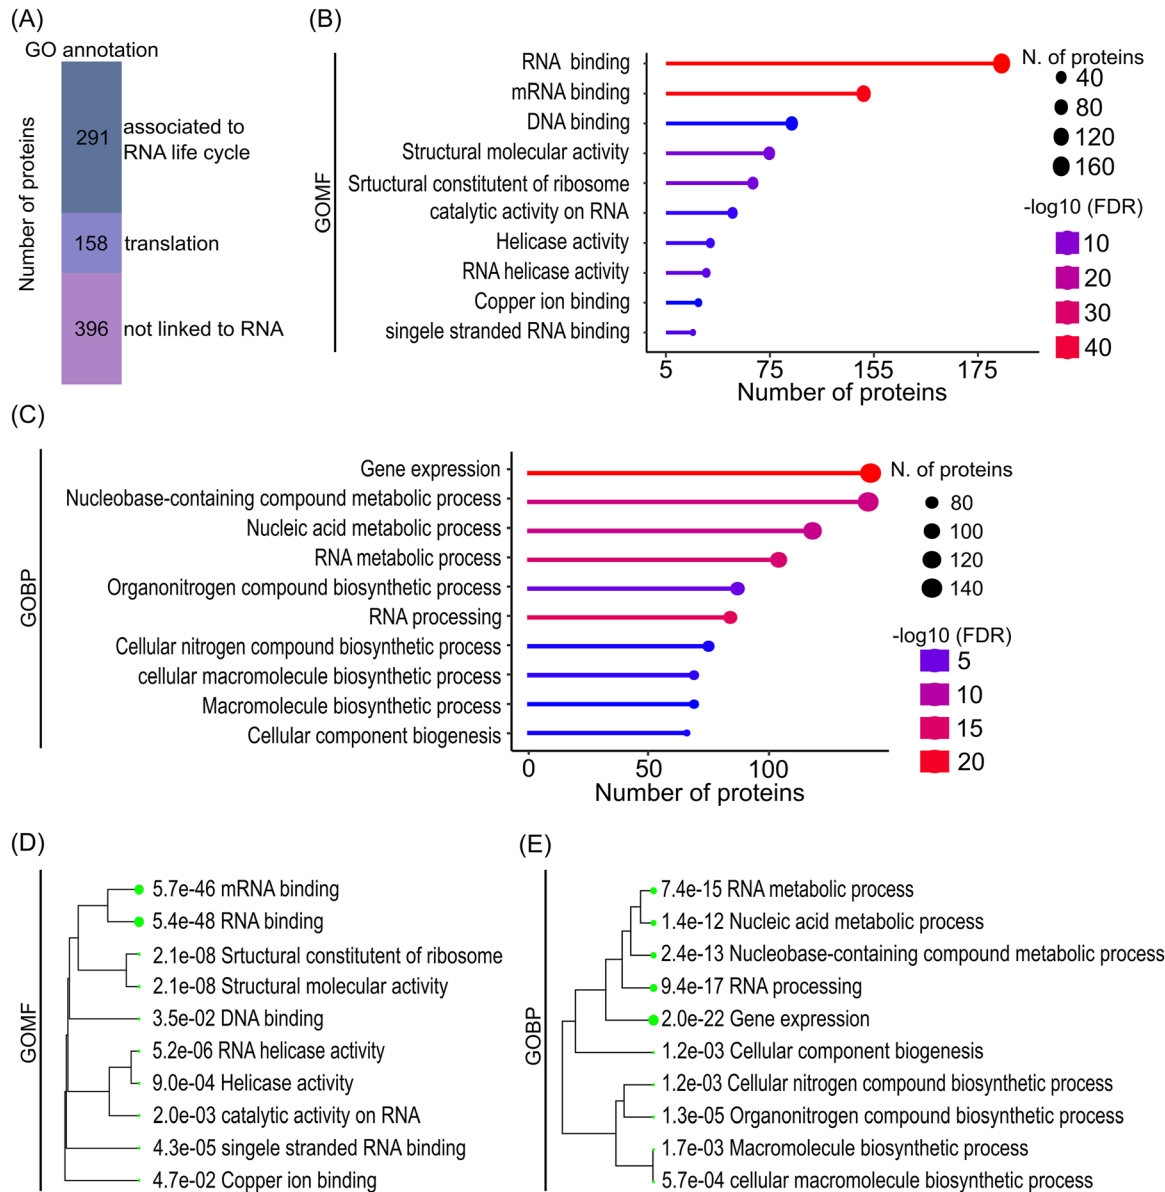 (A)
GO annotation
Number of proteins
291
associated to
RNA life cycle
158
translation
396
not linked to RNA
(B)
GOMF
RNA binding
mRNA binding
DNA binding
Structural molecular activity
Srtuctural constitutent of ribosome
catalytic activity on RNA
Helicase activity
RNA helicase activity
Copper ion binding
singele stranded RNA binding
5 75 155 175
Number of proteins
N. of proteins
40
80
120
160
-log10 (FDR)
10
20
30
40
(C)
GOBP
Gene expression
Nucleobase-containing compound metabolic process
Nucleic acid metabolic process
RNA metabolic process
Organonitrogen compound biosynthetic process
RNA processing
Cellular nitrogen compound biosynthetic process
cellular macromolecule biosynthetic process
Macromolecule biosynthetic process
Cellular component biogenesis
0 50 100
Number of proteins
N. of proteins
80
100
120
140
-log10 (FDR)
5
10
15
20
(D)
GOMF
5.7e-46 mRNA binding
5.4e-48 RNA binding
2.1e-08 Srtuctural constitutent of ribosome
2.1e-08 Structural molecular activity
3.5e-02 DNA binding
5.2e-06 RNA helicase activity
9.0e-04 Helicase activity
2.0e-03 catalytic activity on RNA
4.3e-05 singele stranded RNA binding
4.7e-02 Copper ion binding
(E)
GOBP
7.4e-15 RNA metabolic process
1.4e-12 Nucleic acid metabolic process
2.4e-13 Nucleobase-containing compound metabolic process
9.4e-17 RNA processing
2.0e-22 Gene expression
1.2e-03 Cellular component biogenesis
1.2e-03 Cellular nitrogen compound biosynthetic process
1.3e-05 Organonitrogen compound biosynthetic process
1.7e-03 Macromolecule biosynthetic process
5.7e-04 cellular macromolecule biosynthetic process